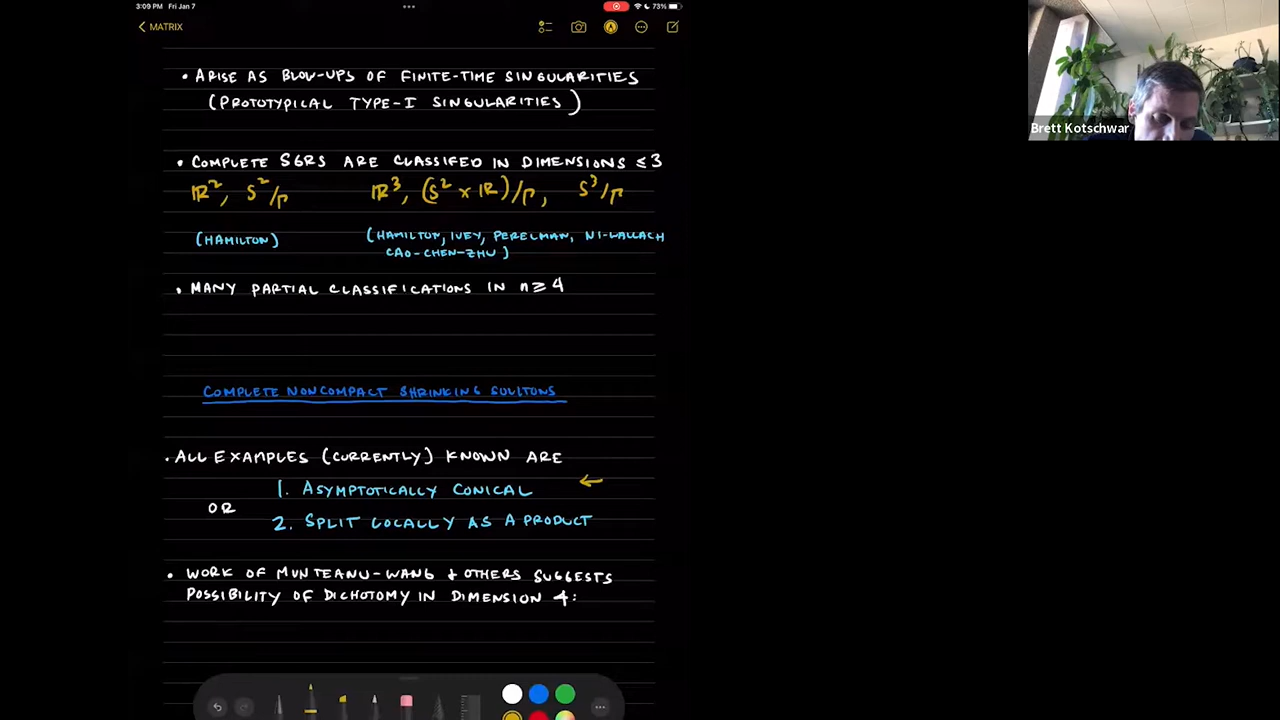 3:09 PM Fri Jan 7
73%
MATRIX
• ARISE AS BLOW-UPS OF FINITE-TIME SINGULARITIES
(PROTOTYPICAL TYPE-I SINGULARITIES)
• COMPLETE SGRS ARE CLASSIFED IN DIMENSIONS ≤ 3
ℝ², S²/Γ ℝ³, (S² × ℝ)/Γ, S³/Γ
(HAMILTON) (HAMILTON, IVEY, PERELMAN, NI-WALLACH
CAO-CHEN-ZHU)
• MANY PARTIAL CLASSIFICATIONS IN n ≥ 4
COMPLETE NONCOMPACT SHRINKING SOLITONS
• ALL EXAMPLES (CURRENTLY) KNOWN ARE
1. ASYMPTOTICALLY CONICAL ←
OR
2. SPLIT LOCALLY AS A PRODUCT
• WORK OF MUNTEANU-WANG + OTHERS SUGGESTS
POSSIBILITY OF DICHOTOMY IN DIMENSION 4:
Brett Kotschwar